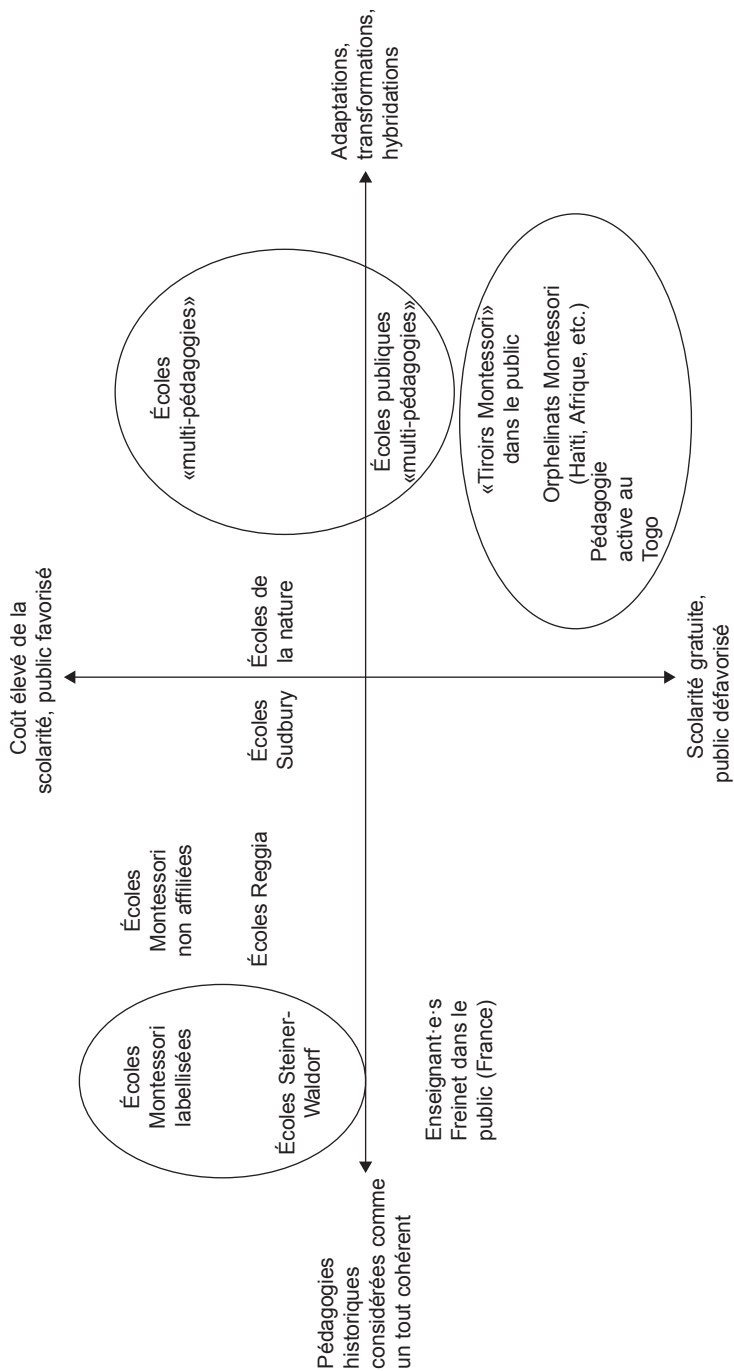 Coût élevé de la
scolarité, public favorisé
Écoles
Montessori
labellisées
Écoles
Montessori
non affiliées
Écoles
«multi-pédagogies»
Écoles Steiner-
Waldorf
Écoles Reggia
Écoles
Sudbury
Écoles de
la nature
Pédagogies
historiques
considérées comme
un tout cohérent
Adaptations,
transformations,
hybridations
Écoles publiques
«multi-pédagogies»
Enseignant·e·s
Freinet dans le
public (France)
«Tiroirs Montessori»
dans le public
Orphelinats Montessori
(Haïti, Afrique, etc.)
Pédagogie
active au
Togo
Scolarité gratuite,
public défavorisé